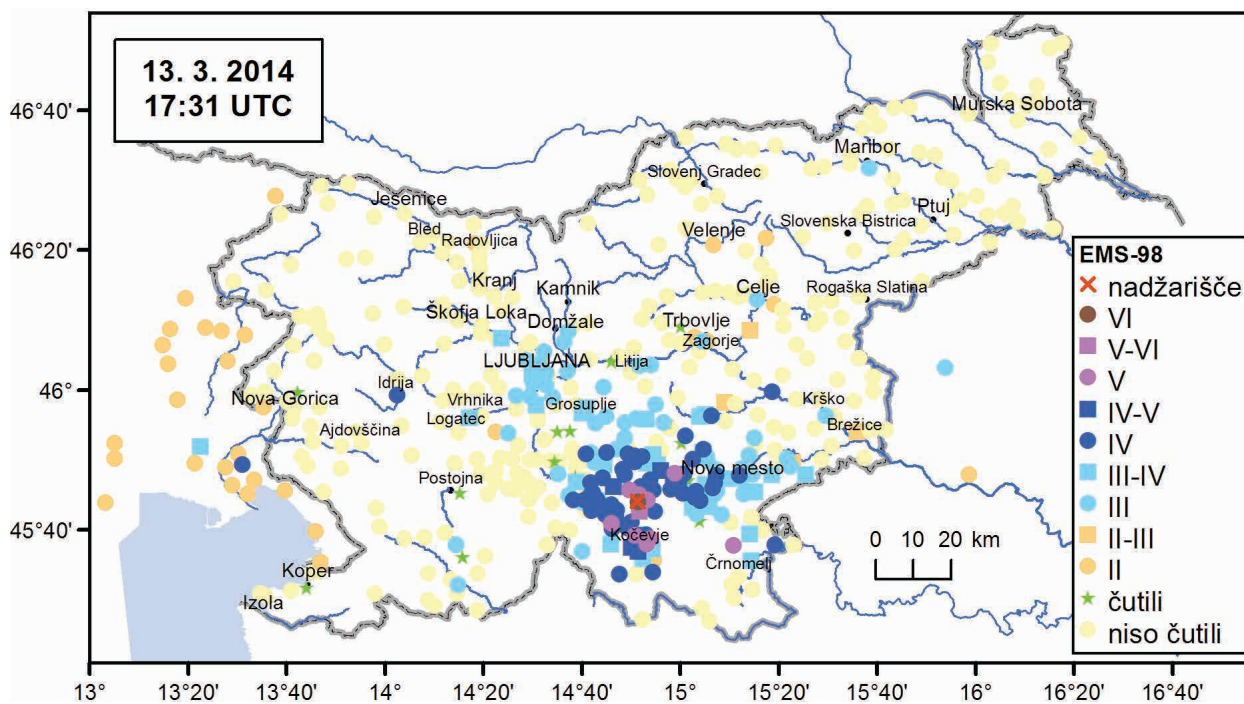 13. 3. 2014
17:31 UTC
46°40'
46°20'
46°
45°40'
Murska Sobota
Maribor
Slovenj Gradec
Jesenice
Ptuj
Bled
Radovljica
Velenje
Slovenska Bistrica
Kranj
Kamnik
Celje
Rogaška Slatina
Škofja Loka
Domžale
Trbovlje
Zagorje
LJUBLJANA
Litija
Idrija
Nova Gorica
Vrhnika
Grosuplje
Krško
Logatec
Brežice
Ajdovščina
Postojna
Novo mesto
Kočevje
Črnomelj
Koper
Izola
0 10 20 km
EMS-98
nadžarišče
VI
V-VI
V
IV-V
IV
III-IV
III
II-III
II
čutili
niso čutili
13° 13°20' 13°40' 14° 14°20' 14°40' 15° 15°20' 15°40' 16° 16°20' 16°40'